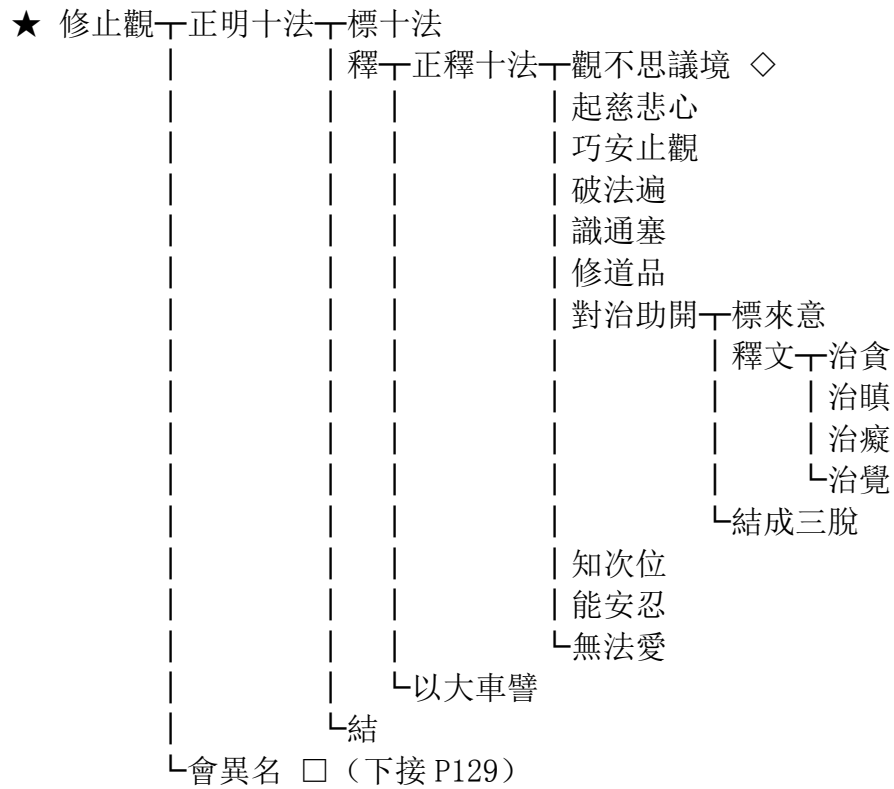 ★ 修止觀┬正明十法┬標十法
釋┬正釋十法┬觀不思議境 ◇
起慈悲心
巧安止觀
破法遍
識通塞
修道品
對治助開┬標來意
釋文┬治貪
治瞋
治癡
└治覺
└結成三脫
知次位
能安忍
└無法愛
└以大車譬
└結
└會異名 □（下接 P129）